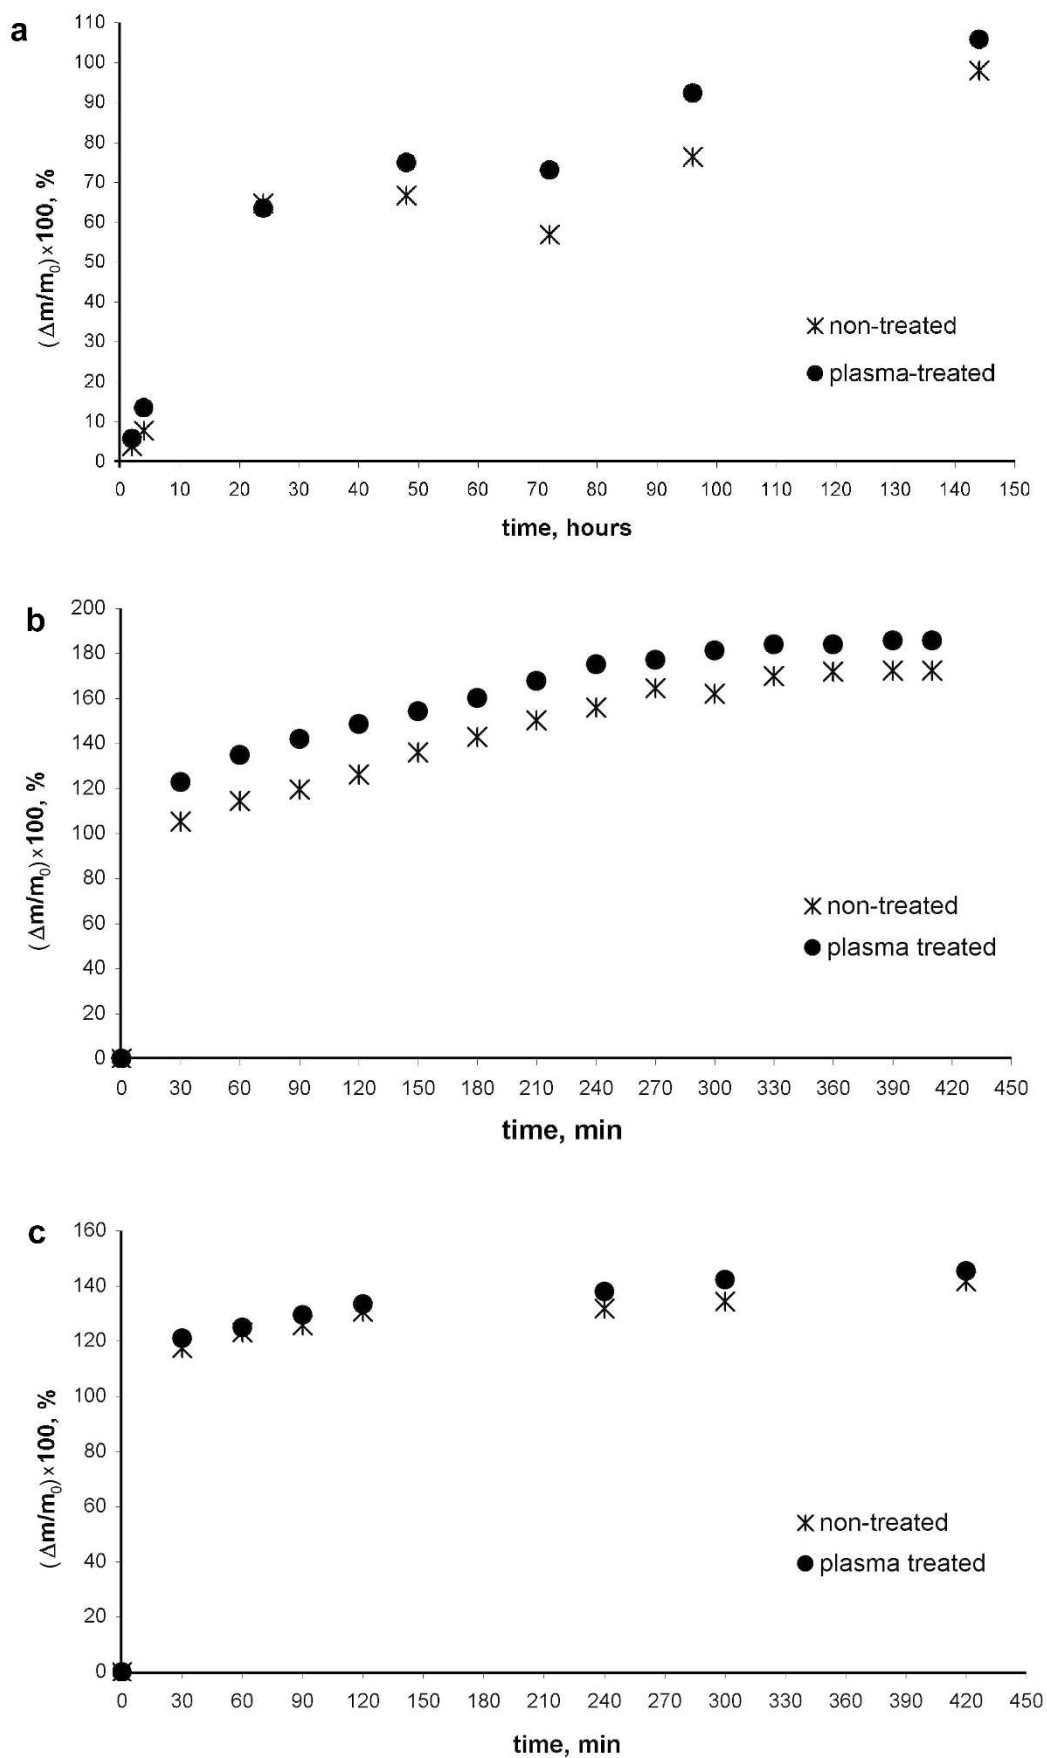 a
110
100
90
80
70
60
50
40
30
20
10
0
(Δm/m0)×100, %
non-treated
plasma-treated
0 10 20 30 40 50 60 70 80 90 100 110 120 130 140 150
time, hours
b
200
180
160
140
120
100
80
60
40
20
0
(Δm/m0)×100, %
non-treated
plasma treated
0 30 60 90 120 150 180 210 240 270 300 330 360 390 420 450
time, min
c
160
140
120
100
80
60
40
20
0
(Δm/m0)×100, %
non-treated
plasma treated
0 30 60 90 120 150 180 210 240 270 300 330 360 390 420 450
time, min